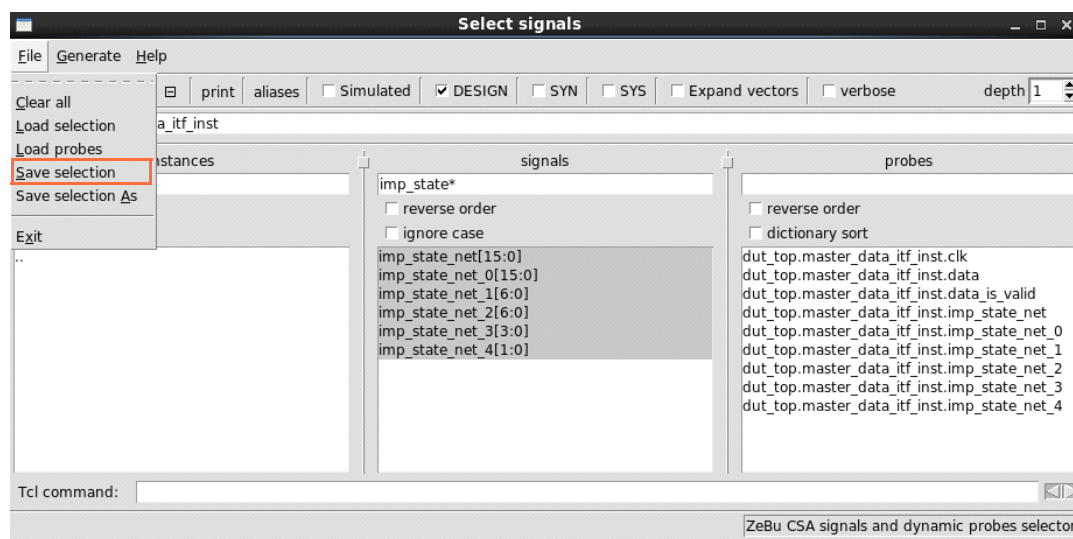 Select signals
File Generate Help
Clear all
Load selection
Load probes
Save selection
Save selection As
Exit
print aliases Simulated DESIGN SYN SYS Expand vectors verbose depth 1
a_itf_inst
nstances
..
signals
imp_state*
reverse order
ignore case
imp_state_net[15:0]
imp_state_net_0[15:0]
imp_state_net_1[6:0]
imp_state_net_2[6:0]
imp_state_net_3[3:0]
imp_state_net_4[1:0]
probes
reverse order
dictionary sort
dut_top.master_data_itf_inst.clk
dut_top.master_data_itf_inst.data
dut_top.master_data_itf_inst.data_is_valid
dut_top.master_data_itf_inst.imp_state_net
dut_top.master_data_itf_inst.imp_state_net_0
dut_top.master_data_itf_inst.imp_state_net_1
dut_top.master_data_itf_inst.imp_state_net_2
dut_top.master_data_itf_inst.imp_state_net_3
dut_top.master_data_itf_inst.imp_state_net_4
Tcl command:
ZeBu CSA signals and dynamic probes selector